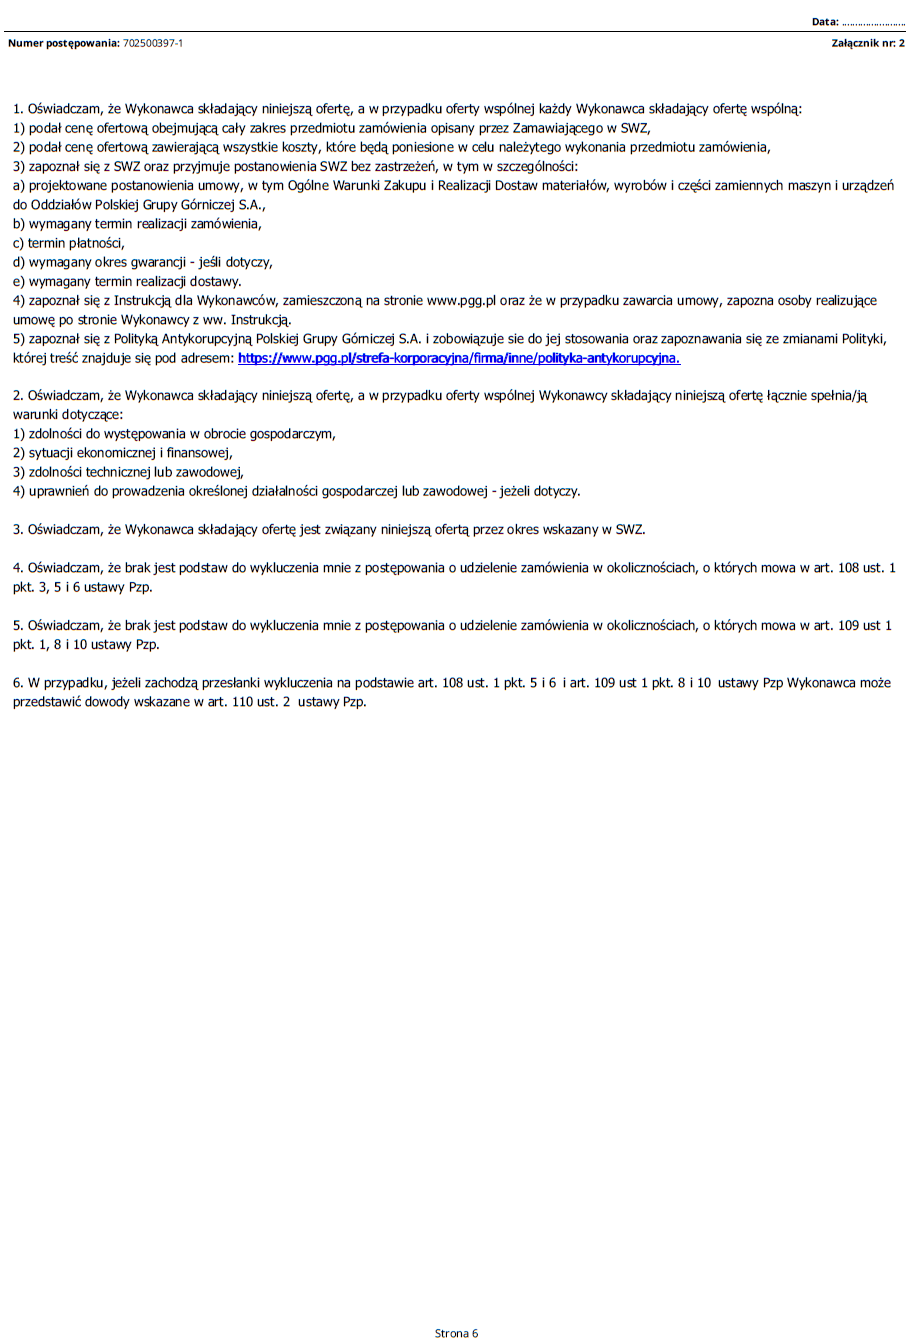 Data: ........................
Numer postępowania: 702500397-1 Załącznik nr: 2
1. Oświadczam, że Wykonawca składający niniejszą ofertę, a w przypadku oferty wspólnej każdy Wykonawca składający ofertę wspólną:
1) podał cenę ofertową obejmującą cały zakres przedmiotu zamówienia opisany przez Zamawiającego w SWZ,
2) podał cenę ofertową zawierającą wszystkie koszty, które będą poniesione w celu należytego wykonania przedmiotu zamówienia,
3) zapoznał się z SWZ oraz przyjmuje postanowienia SWZ bez zastrzeżeń, w tym w szczególności:
a) projektowane postanowienia umowy, w tym Ogólne Warunki Zakupu i Realizacji Dostaw materiałów, wyrobów i części zamiennych maszyn i urządzeń
do Oddziałów Polskiej Grupy Górniczej S.A.,
b) wymagany termin realizacji zamówienia,
c) termin płatności,
d) wymagany okres gwarancji - jeśli dotyczy,
e) wymagany termin realizacji dostawy.
4) zapoznał się z Instrukcją dla Wykonawców, zamieszczoną na stronie www.pgg.pl oraz że w przypadku zawarcia umowy, zapozna osoby realizujące
umowę po stronie Wykonawcy z ww. Instrukcją.
5) zapoznał się z Polityką Antykorupcyjną Polskiej Grupy Górniczej S.A. i zobowiązuje sie do jej stosowania oraz zapoznawania się ze zmianami Polityki,
której treść znajduje się pod adresem: https://www.pgg.pl/strefa-korporacyjna/firma/inne/polityka-antykorupcyjna.
2. Oświadczam, że Wykonawca składający niniejszą ofertę, a w przypadku oferty wspólnej Wykonawcy składający niniejszą ofertę łącznie spełnia/ją
warunki dotyczące:
1) zdolności do występowania w obrocie gospodarczym,
2) sytuacji ekonomicznej i finansowej,
3) zdolności technicznej lub zawodowej,
4) uprawnień do prowadzenia określonej działalności gospodarczej lub zawodowej - jeżeli dotyczy.
3. Oświadczam, że Wykonawca składający ofertę jest związany niniejszą ofertą przez okres wskazany w SWZ.
4. Oświadczam, że brak jest podstaw do wykluczenia mnie z postępowania o udzielenie zamówienia w okolicznościach, o których mowa w art. 108 ust. 1
pkt. 3, 5 i 6 ustawy Pzp.
5. Oświadczam, że brak jest podstaw do wykluczenia mnie z postępowania o udzielenie zamówienia w okolicznościach, o których mowa w art. 109 ust 1
pkt. 1, 8 i 10 ustawy Pzp.
6. W przypadku, jeżeli zachodzą przesłanki wykluczenia na podstawie art. 108 ust. 1 pkt. 5 i 6 i art. 109 ust 1 pkt. 8 i 10 ustawy Pzp Wykonawca może
przedstawić dowody wskazane w art. 110 ust. 2 ustawy Pzp.
Strona 6